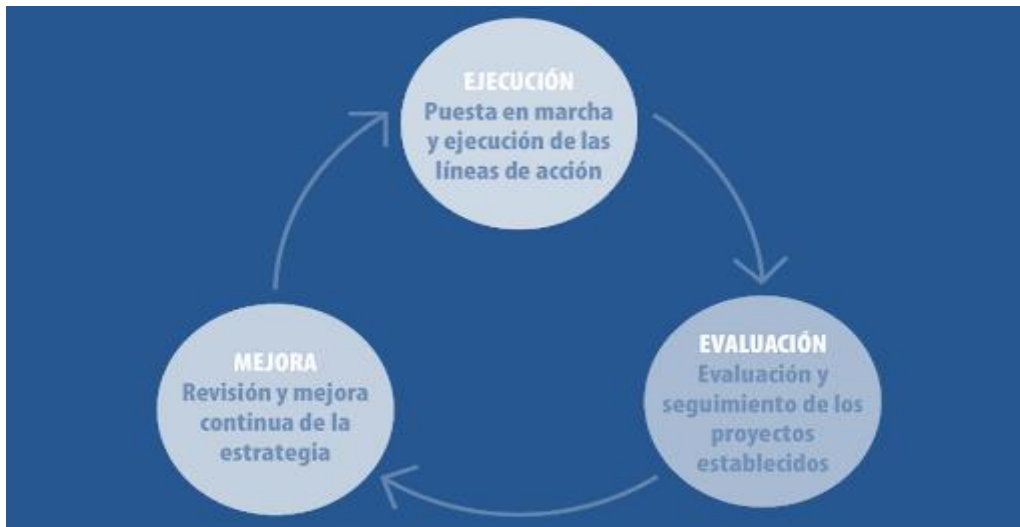 EJECUCIÓN
Puesta en marcha
y ejecución de las
líneas de acción
EVALUACIÓN
Evaluación y
seguimiento de los
proyectos
establecidos
MEJORA
Revisión y mejora
continua de la
estrategia